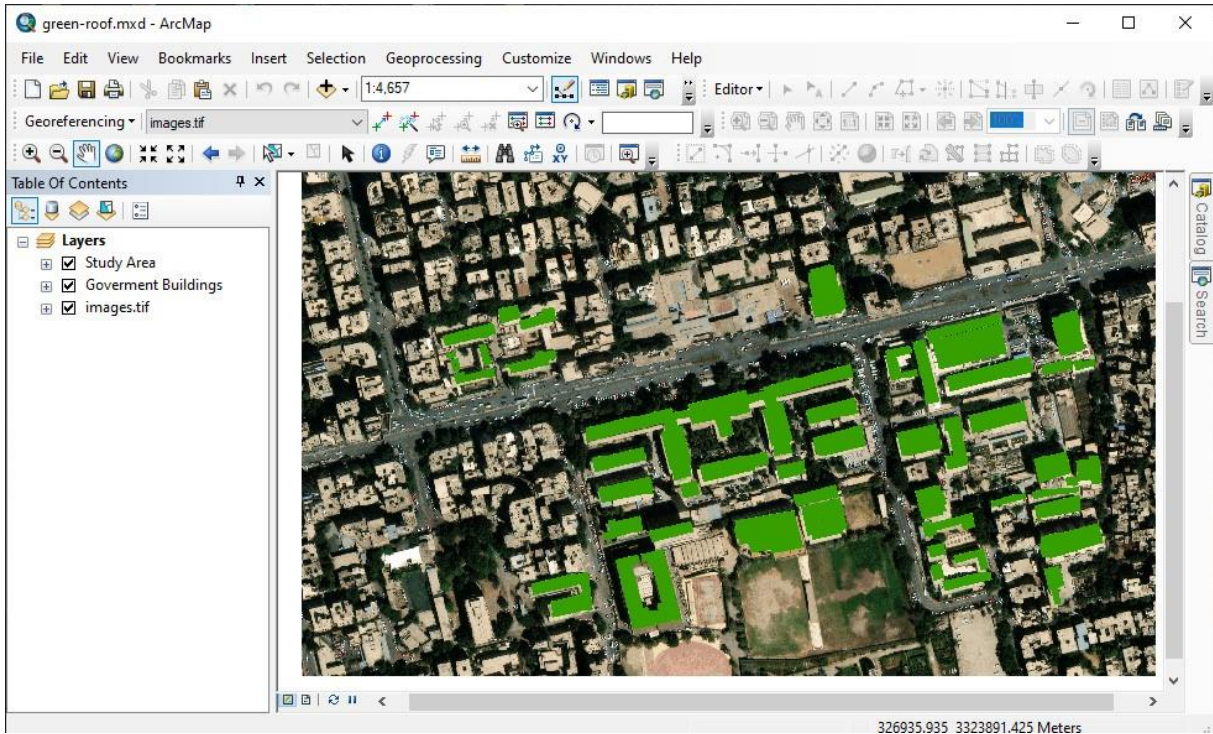 green-roof.mxd - ArcMap
File Edit View Bookmarks Insert Selection Geoprocessing Customize Windows Help
1:4,657 Editor
Georeferencing images.tif 100%
Table Of Contents
Layers
Study Area
Goverment Buildings
images.tif
Catalog
Search
326935.935 3323891.425 Meters